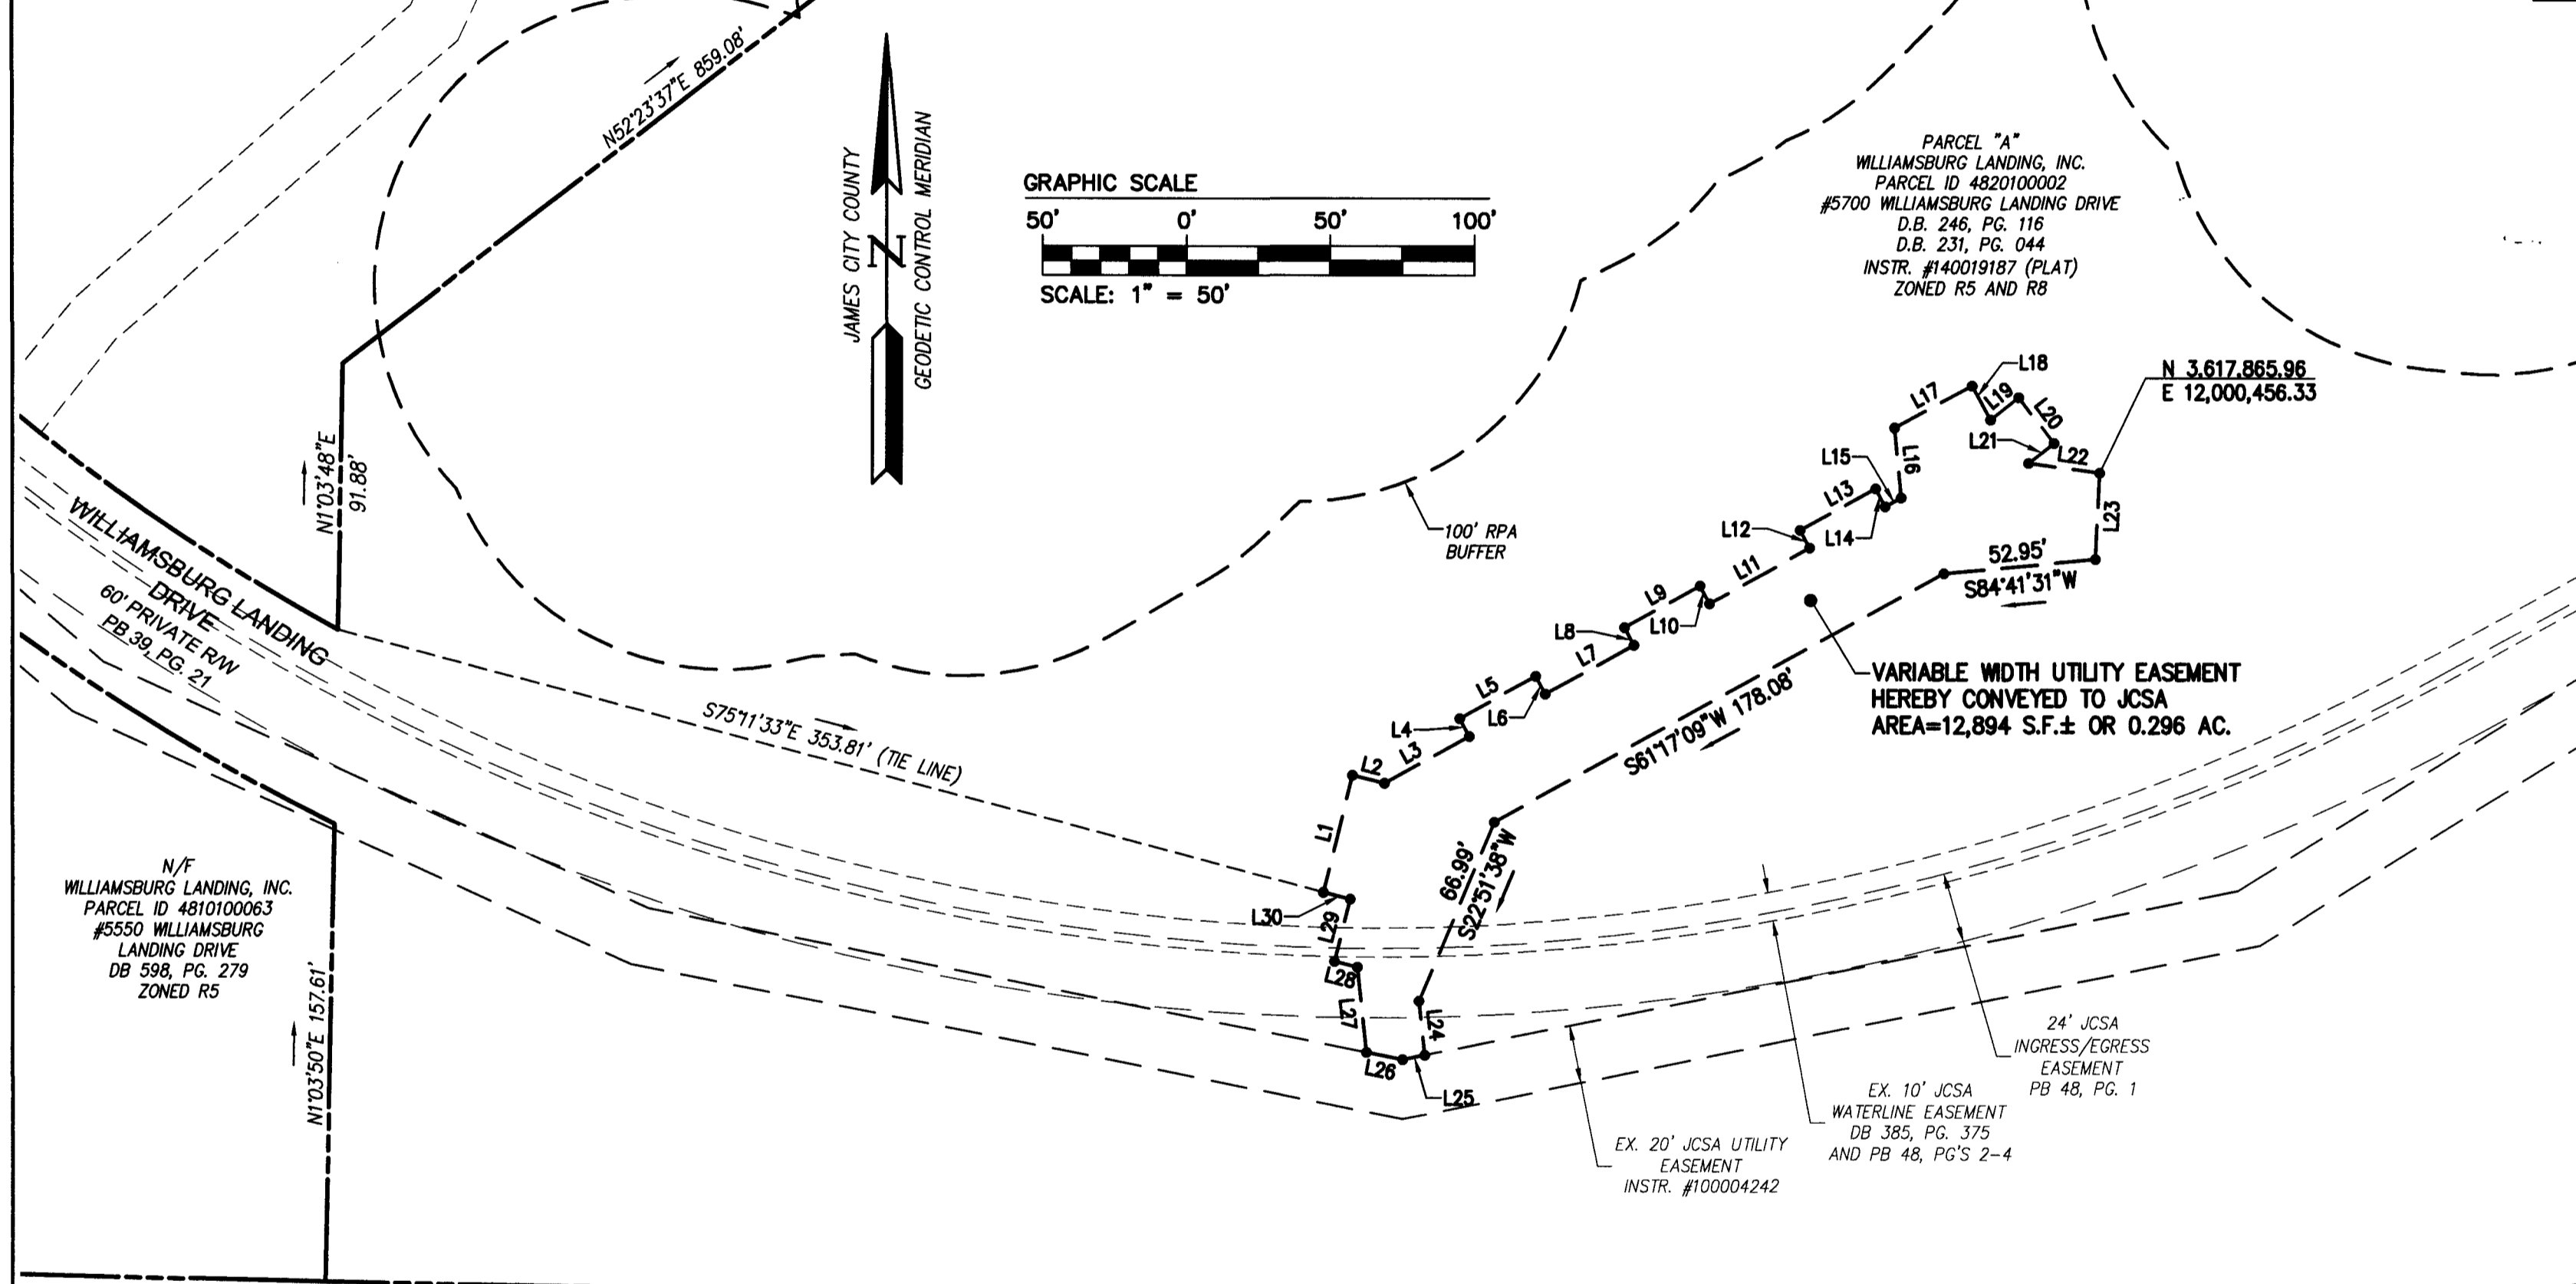 N52°23'37"E 859.08'
JAMES CITY COUNTY
GEODETIC CONTROL MERIDIAN
N
GRAPHIC SCALE
50' 0' 50' 100'
SCALE: 1" = 50'
PARCEL "A"
WILLIAMSBURG LANDING, INC.
PARCEL ID 4820100002
#5700 WILLIAMSBURG LANDING DRIVE
D.B. 246, PG. 116
D.B. 231, PG. 044
INSTR. #140019187 (PLAT)
ZONED R5 AND R8
N 3,617,865.96
E 12,000,456.33
N1°03'48"E
91.88'
WILLIAMSBURG LANDING
DRIVE
60' PRIVATE R/W
PB 39, PG. 21
100' RPA
BUFFER
L18
L17
L19
L20
L21
L22
L16
L15
L23
L13
L14
L12
L11
L9
L10
L8
L7
L5
L6
L4
L3
L2
L1
52.95'
S84°41'31"W
VARIABLE WIDTH UTILITY EASEMENT
HEREBY CONVEYED TO JCSA
AREA=12,894 S.F.± OR 0.296 AC.
S61°17'09"W 178.08'
S75°11'33"E 353.81' (TIE LINE)
66.99'
S22°51'38"W
L30
L29
L28
L27
L24
L26
L25
N/F
WILLIAMSBURG LANDING, INC.
PARCEL ID 4810100063
#5550 WILLIAMSBURG
LANDING DRIVE
DB 598, PG. 279
ZONED R5
N1°03'50"E 157.61'
24' JCSA
INGRESS/EGRESS
EASEMENT
PB 48, PG. 1
EX. 10' JCSA
WATERLINE EASEMENT
DB 385, PG. 375
AND PB 48, PG'S 2-4
EX. 20' JCSA UTILITY
EASEMENT
INSTR. #100004242